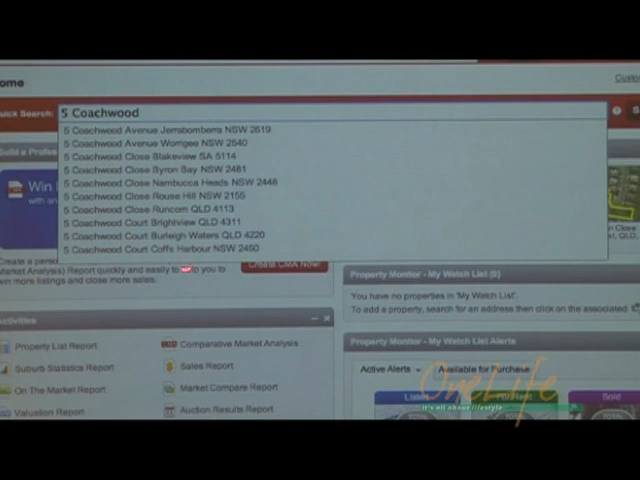 ome
Custo
uick Search:
5 Coachwood
5 Coachwood Avenue Jerrabomberra NSW 2619
5 Coachwood Avenue Worrigee NSW 2540
5 Coachwood Close Blakeview SA 5114
5 Coachwood Close Byron Bay NSW 2481
5 Coachwood Close Nambucca Heads NSW 2448
5 Coachwood Close Rouse Hill NSW 2155
5 Coachwood Close Runcorn QLD 4113
5 Coachwood Court Brightview QLD 4311
5 Coachwood Court Burleigh Waters QLD 4220
5 Coachwood Court Coffs Harbour NSW 2450
Build a Profes
Win
with an
Create a perso
Market Analysis) Report quickly and easily to you to
win more listings and close more sales.
Create CMA Now!
Property Monitor - My Watch List (0)
You have no properties in 'My Watch List'.
To add a property, search for an address then click on the associated
Activities
Property List Report
Comparative Market Analysis
Suburb Statistics Report
Sales Report
On The Market Report
Market Compare Report
Valuation Report
Auction Results Report
Property Monitor - My Watch List Alerts
Active Alerts
Available for Purchase
Sold
OneLife
it's all about lifestyle